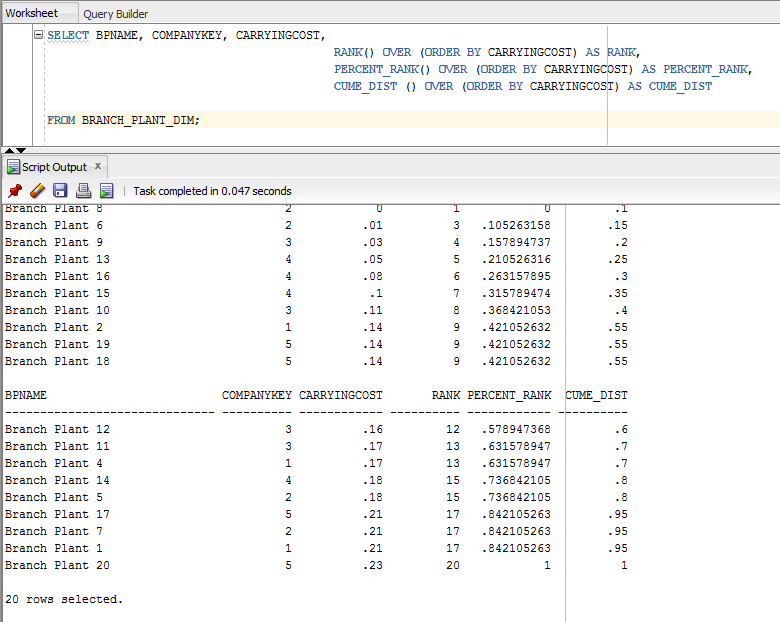 Worksheet Query Builder
SELECT BPNAME, COMPANYKEY, CARRYINGCOST,
RANK() OVER (ORDER BY CARRYINGCOST) AS RANK,
PERCENT_RANK() OVER (ORDER BY CARRYINGCOST) AS PERCENT_RANK,
CUME_DIST () OVER (ORDER BY CARRYINGCOST) AS CUME_DIST
FROM BRANCH_PLANT_DIM;
Script Output x
Task completed in 0.047 seconds
Branch Plant 8 2 0 1 0 .1
Branch Plant 6 2 .01 3 .105263158 .15
Branch Plant 9 3 .03 4 .157894737 .2
Branch Plant 13 4 .05 5 .210526316 .25
Branch Plant 16 4 .08 6 .263157895 .3
Branch Plant 15 4 .1 7 .315789474 .35
Branch Plant 10 3 .11 8 .368421053 .4
Branch Plant 2 1 .14 9 .421052632 .55
Branch Plant 19 5 .14 9 .421052632 .55
Branch Plant 18 5 .14 9 .421052632 .55
BPNAME COMPANYKEY CARRYINGCOST RANK PERCENT_RANK CUME_DIST
------------------------------ ---------- ------------ ---------- ------------ ----------
Branch Plant 12 3 .16 12 .578947368 .6
Branch Plant 11 3 .17 13 .631578947 .7
Branch Plant 4 1 .17 13 .631578947 .7
Branch Plant 14 4 .18 15 .736842105 .8
Branch Plant 5 2 .18 15 .736842105 .8
Branch Plant 17 5 .21 17 .842105263 .95
Branch Plant 7 2 .21 17 .842105263 .95
Branch Plant 1 1 .21 17 .842105263 .95
Branch Plant 20 5 .23 20 1 1
20 rows selected.